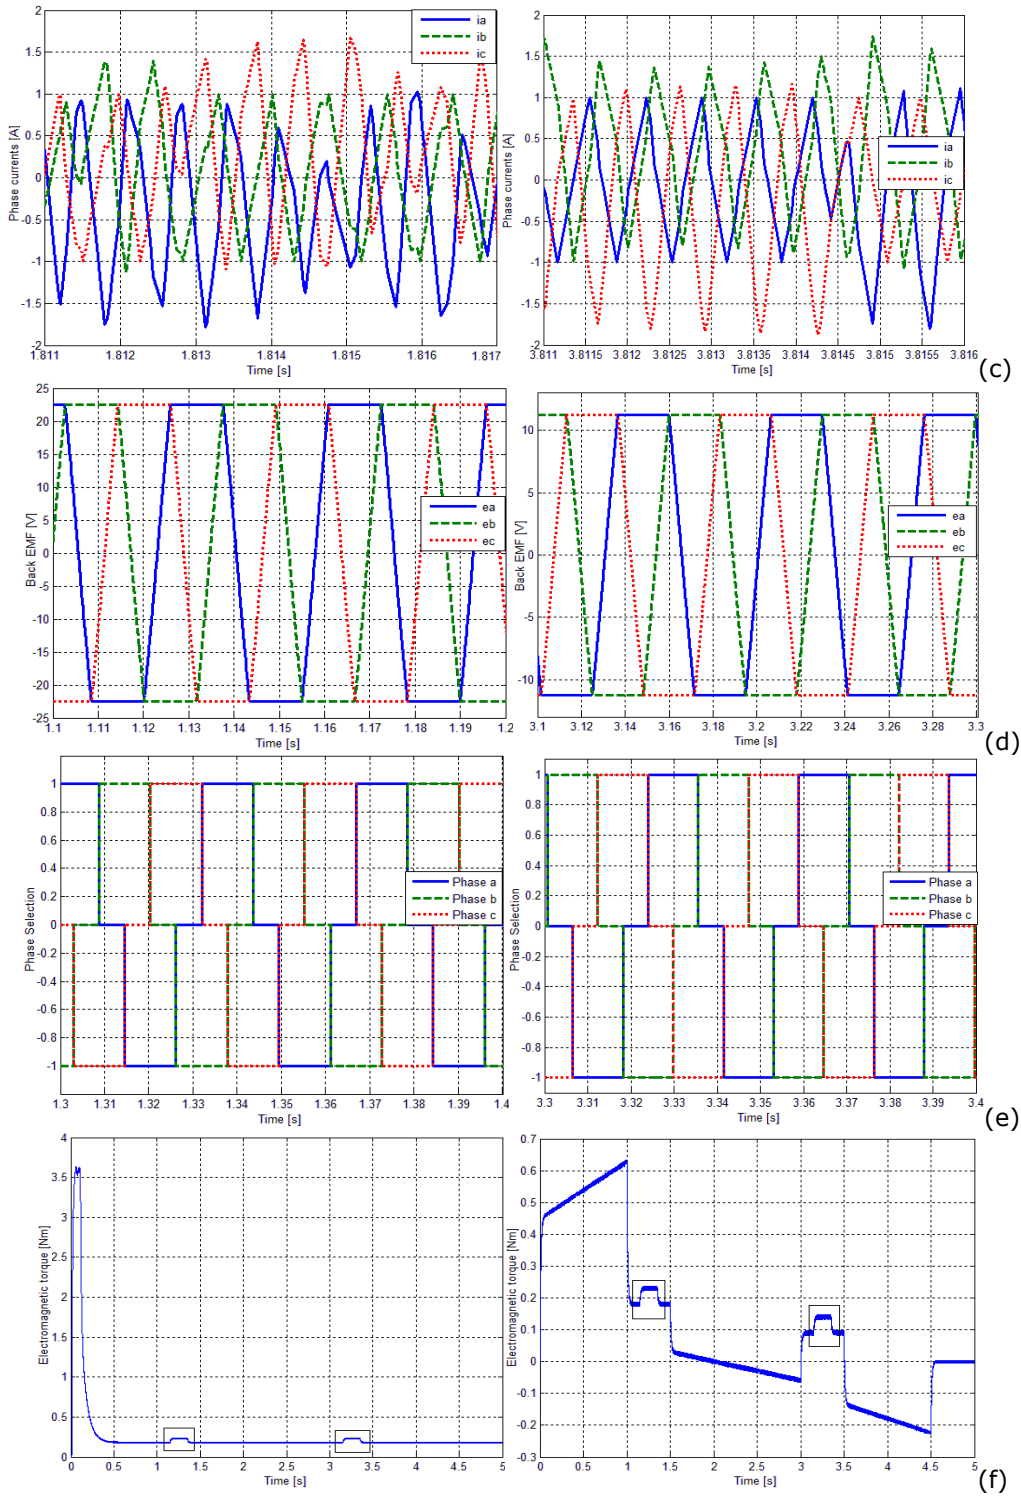 2
1.5
1
0.5
0
-0.5
-1
-1.5
-2
Phase currents [A]
ia
ib
ic
1.811 1.812 1.813 1.814 1.815 1.816 1.817
Time [s]
2
1.5
1
0.5
0
-0.5
-1
-1.5
-2
Phase currents [A]
ia
ib
ic
3.811 3.8115 3.812 3.8125 3.813 3.8135 3.814 3.8145 3.815 3.8155 3.816
Time [s]
(c)
25
20
15
10
5
0
-5
-10
-15
-20
-25
Back EMF [V]
ea
eb
ec
1.1 1.11 1.12 1.13 1.14 1.15 1.16 1.17 1.18 1.19 1.2
Time [s]
10
5
0
-5
-10
Back EMF [V]
ea
eb
ec
3.1 3.12 3.14 3.16 3.18 3.2 3.22 3.24 3.26 3.28 3.3
Time [s]
(d)
1
0.8
0.6
0.4
0.2
0
-0.2
-0.4
-0.6
-0.8
-1
Phase Selection
Phase a
Phase b
Phase c
1.3 1.31 1.32 1.33 1.34 1.35 1.36 1.37 1.38 1.39 1.4
Time [s]
1
0.8
0.6
0.4
0.2
0
-0.2
-0.4
-0.6
-0.8
-1
Phase Selection
Phase a
Phase b
Phase c
3.3 3.31 3.32 3.33 3.34 3.35 3.36 3.37 3.38 3.39 3.4
Time [s]
(e)
4
3.5
3
2.5
2
1.5
1
0.5
0
Electromagnetic torque [Nm]
0 0.5 1 1.5 2 2.5 3 3.5 4 4.5 5
Time [s]
0.7
0.6
0.5
0.4
0.3
0.2
0.1
0
-0.1
-0.2
-0.3
Electromagnetic torque [Nm]
0 0.5 1 1.5 2 2.5 3 3.5 4 4.5 5
Time [s]
(f)